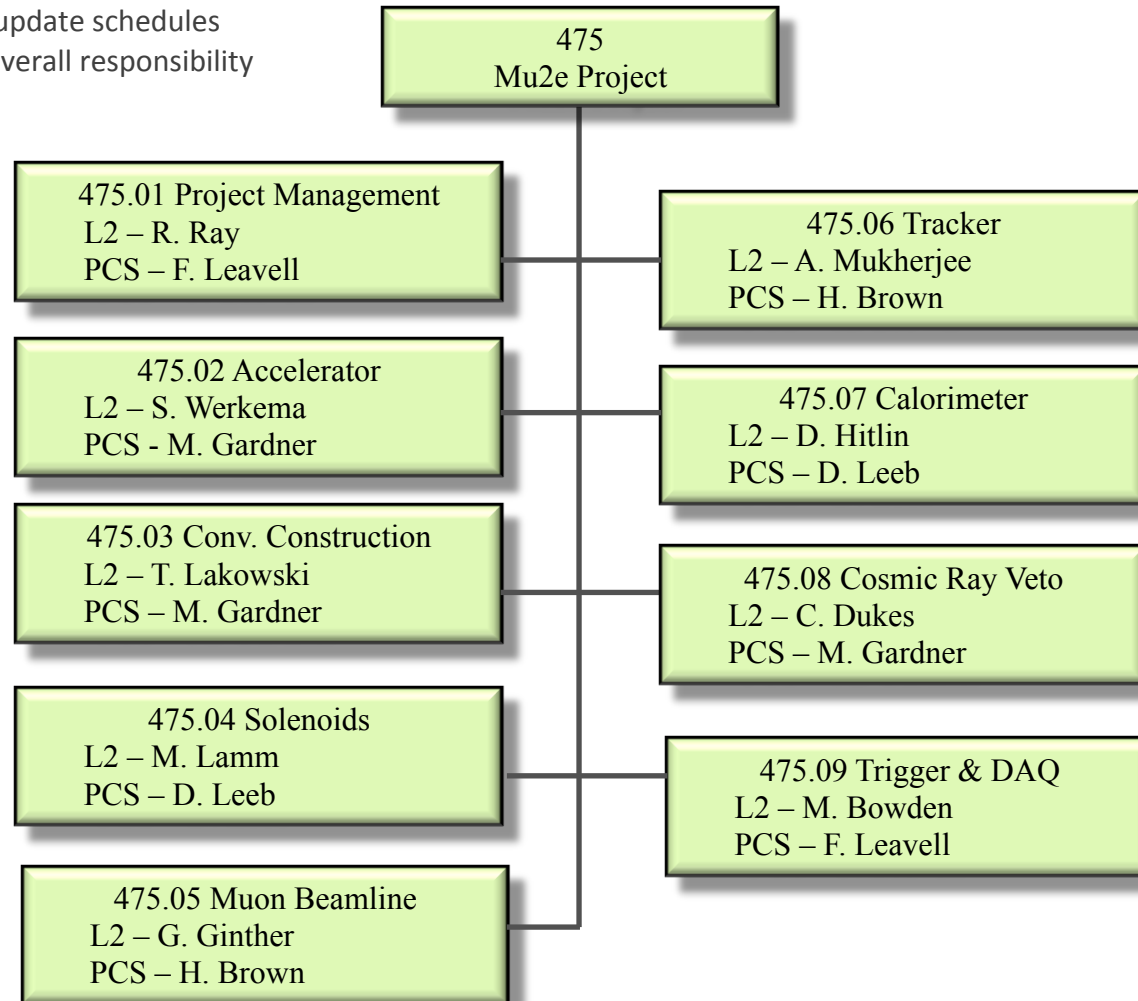 update schedules
verall responsibility
475
Mu2e Project
475.01 Project Management
L2 – R. Ray
PCS – F. Leavell
475.02 Accelerator
L2 – S. Werkema
PCS - M. Gardner
475.03 Conv. Construction
L2 – T. Lakowski
PCS – M. Gardner
475.04 Solenoids
L2 – M. Lamm
PCS – D. Leeb
475.05 Muon Beamline
L2 – G. Ginther
PCS – H. Brown
475.06 Tracker
L2 – A. Mukherjee
PCS – H. Brown
475.07 Calorimeter
L2 – D. Hitlin
PCS – D. Leeb
475.08 Cosmic Ray Veto
L2 – C. Dukes
PCS – M. Gardner
475.09 Trigger & DAQ
L2 – M. Bowden
PCS – F. Leavell